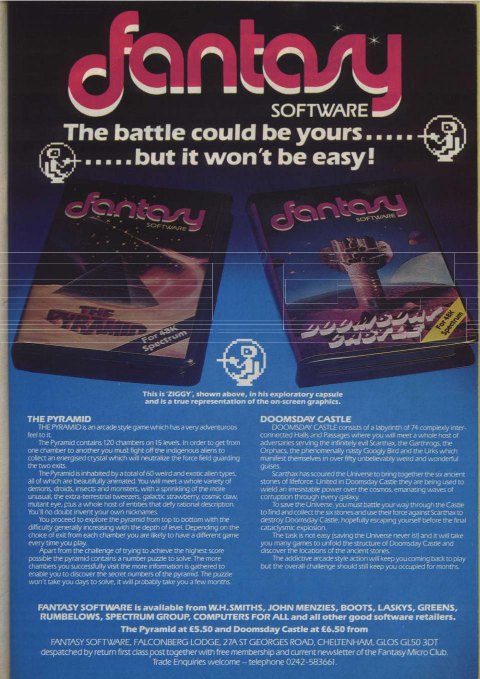 fantasy
SOFTWARE
The battle could be yours.....
.....but it won't be easy!
fantasy
SOFTWARE
THE
PYRAMID
For 48K
Spectrum
fantasy
SOFTWARE
DOOMSDAY
CASTLE
For 48K
Spectrum
This is 'ZIGGY', shown above, in his exploratory capsule
and is a true representation of the on-screen graphics.
THE PYRAMID
THE PYRAMID is an arcade style game which has a very adventurous
feel to it.
The Pyramid contains 120 chambers on 15 levels. In order to get from
one chamber to another you must fight off the indigenous aliens to
collect an energised crystal which will neutralize the force field guarding
the two exits.
The Pyramid is inhabited by a total of 60 weird and exotic alien types,
all of which are beautifully animated. You will meet a whole variety of
demons, droids, insects and monsters, with a sprinkling of the more
unusual, the extra-terrestrial tweezers, galactic strawberry, cosmic claw,
mutant eye, plus a whole host of entities that defy rational description.
You'll no doubt invent your own nicknames.
You proceed to explore the pyramid from top to bottom with the
difficulty generally increasing with the depth of level. Depending on the
choice of exit from each chamber you are likely to have a different game
every time you play.
Apart from the challenge of trying to achieve the highest score
possible the pyramid contains a number puzzle to solve. The more
chambers you successfully visit the more information is gathered to
enable you to discover the secret numbers of the pyramid. The puzzle
won't take you days to solve, it will probably take you a few months.
DOOMSDAY CASTLE
DOOMSDAY CASTLE consists of a labyrinth of 74 complexly inter-
connected Halls and Passages where you will meet a whole host of
adversaries serving the infinitely evil Scarthax, the Garthrogs, the
Orphacs, the phenomenally nasty Googly Bird and the Urks which
manifest themselves in over fifty unbelievably weird and wonderful
guises.
Scarthax has scoured the Universe to bring together the six ancient
stones of lifeforce. United in Doomsday Castle they are being used to
wield an irresistable power over the cosmos, emanating waves of
corruption through every galaxy.
To save the Universe, you must battle your way through the Castle
to find and collect the six stones and use their force against Scarthax to
destroy Doomsday Castle, hopefully escaping yourself before the final
cataclysmic explosion.
The task is not easy (saving the Universe never is!) and it will take
you many games to unfold the structure of Doomsday Castle and
discover the locations of the ancient stones.
The addictive arcade style action will keep you coming back to play
but the overall challenge should still keep you occupied for months.
FANTASY SOFTWARE is available from W.H.SMITHS, JOHN MENZIES, BOOTS, LASKYS, GREENS,
RUMBELOWS, SPECTRUM GROUP, COMPUTERS FOR ALL and all other good software retailers.
The Pyramid at £5.50 and Doomsday Castle at £6.50 from
FANTASY SOFTWARE, FALCONBERG LODGE, 27A ST GEORGES ROAD, CHELTENHAM, GLOS GL50 3DT
despatched by return first class post together with free membership and current newsletter of the Fantasy Micro Club.
Trade Enquiries welcome – telephone 0242-583661.